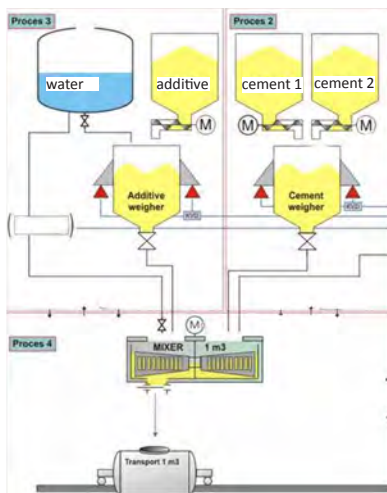 Proces 3
Proces 2
water
additive
cement 1
cement 2
M
M
M
Additive
weigher
Cement
weigher
M
Proces 4
MIXER
1 m3
Transport 1 m3